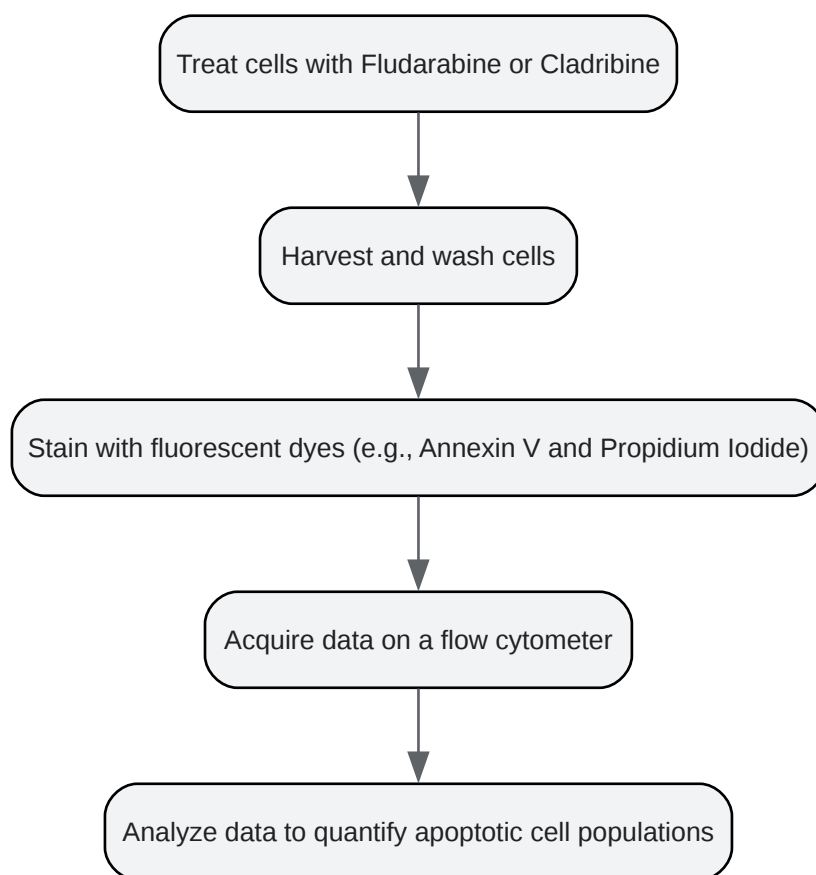 Treat cells with Fludarabine or Cladribine
Harvest and wash cells
Stain with fluorescent dyes (e.g., Annexin V and Propidium Iodide)
Acquire data on a flow cytometer
Analyze data to quantify apoptotic cell populations